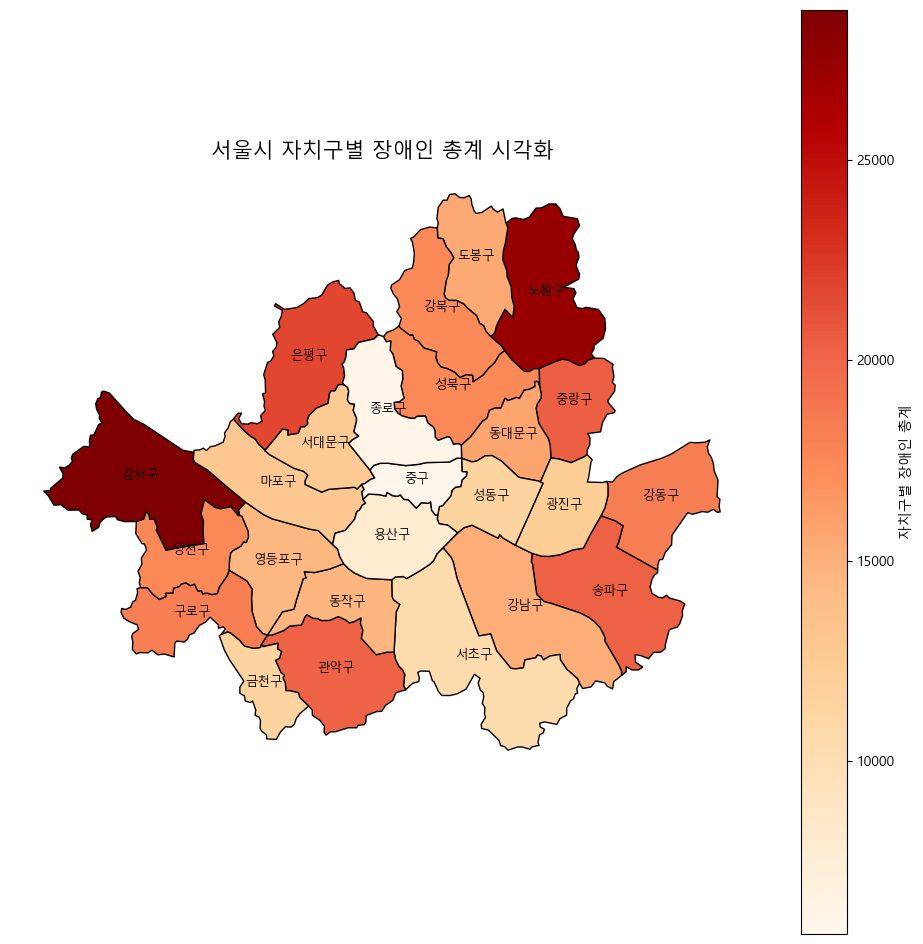 서울시 자치구별 장애인 총계 시각화
도봉구
노원구
강북구
은평구
성북구
중랑구
종로구
동대문구
서대문구
강서구
중구
마포구
성동구
강동구
광진구
용산구
양천구
영등포구
송파구
동작구
강남구
구로구
서초구
관악구
금천구
25000
20000
15000
10000
자치구별 장애인 총계